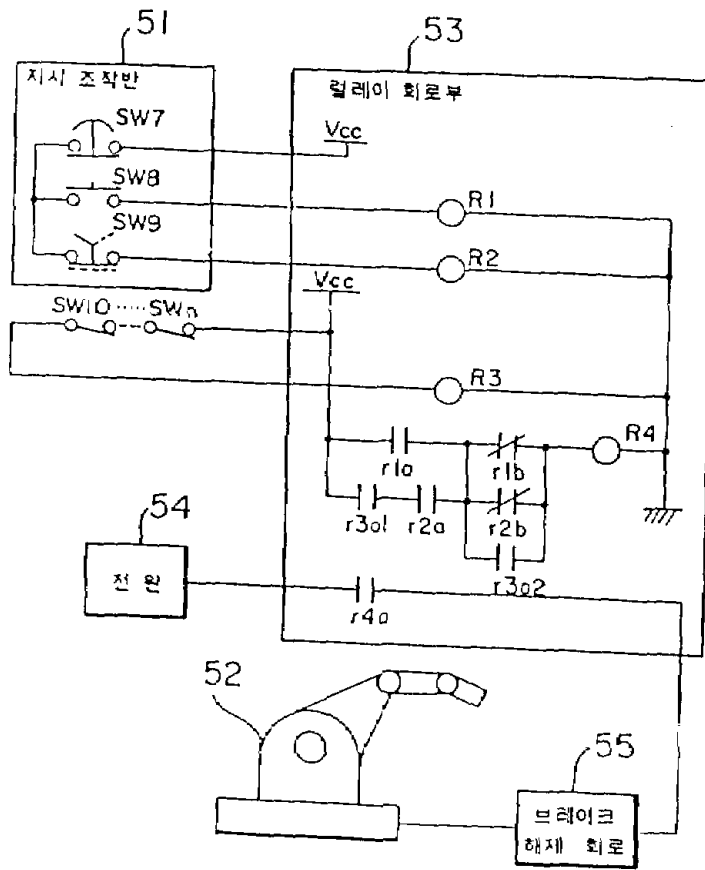 51
53
지시 조작반
릴레이 회로부
SW7
Vcc
SW8
R1
SW9
R2
Vcc
SW10 ..... SWn
R3
R4
r1a
r1b
r3a1
r2a
r2b
r3a2
54
전원
r4a
52
55
브레이크
해제 회로